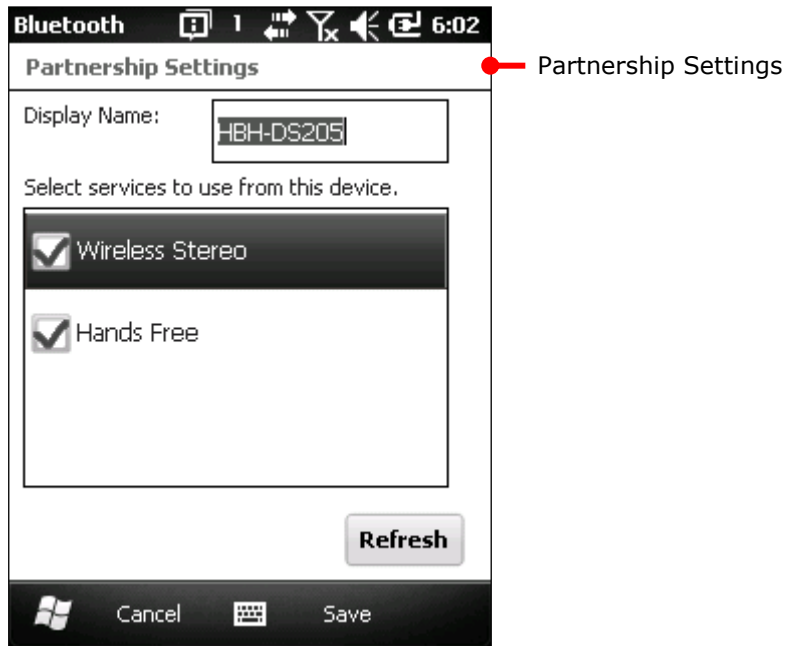 Bluetooth 1 6:02
Partnership Settings
Partnership Settings
Display Name:
HBH-DS205
Select services to use from this device.
Wireless Stereo
Hands Free
Refresh
Cancel Save